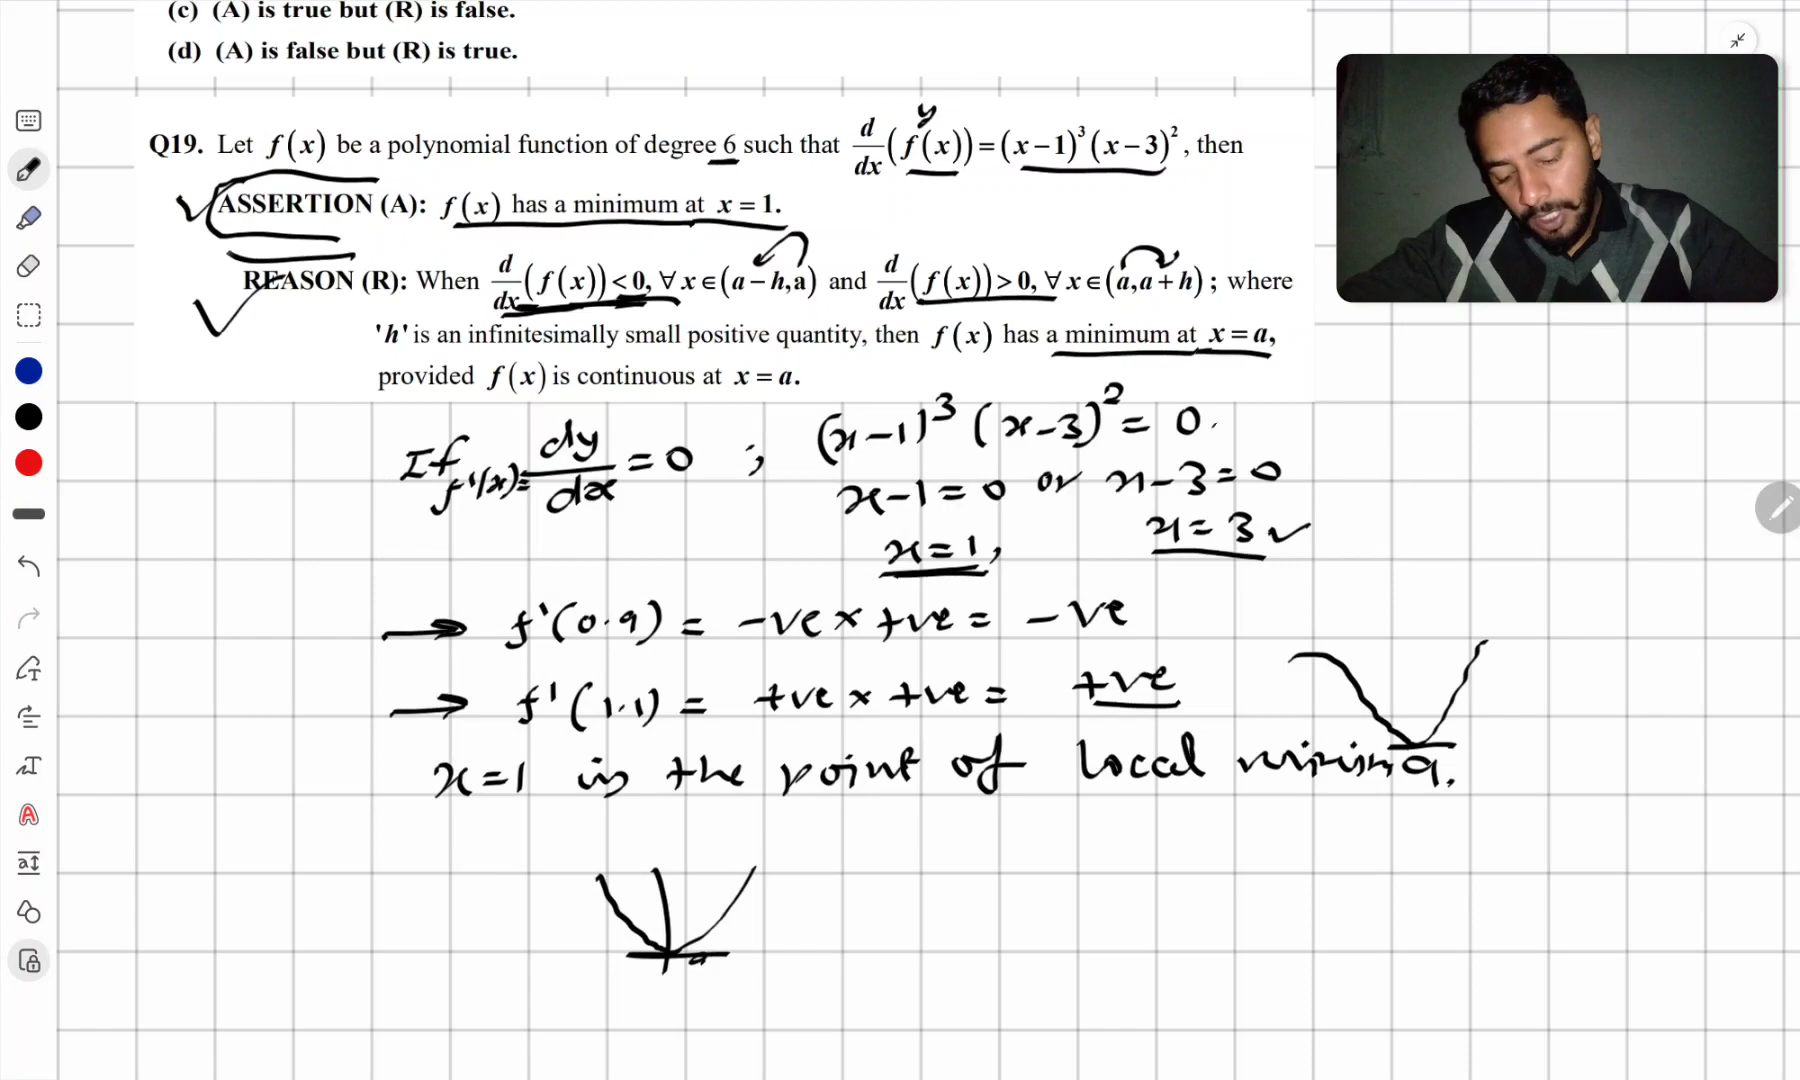 (c) (A) is true but (R) is false.
(d) (A) is false but (R) is true.
y
Q19. Let f(x) be a polynomial function of degree 6 such that d/dx (f(x)) = (x−1)³(x−3)², then
ASSERTION (A): f(x) has a minimum at x = 1.
REASON (R): When d/dx (f(x)) < 0, ∀ x ∈ (a−h, a) and d/dx (f(x)) > 0, ∀ x ∈ (a, a+h); where
'h' is an infinitesimally small positive quantity, then f(x) has a minimum at x = a,
provided f(x) is continuous at x = a.
If f'(x) = dy/dx = 0 ; (x−1)³ (x−3)² = 0.
x−1 = 0 or x−3 = 0
x = 1, x = 3 ✓
→ f'(0.9) = −ve × +ve = −ve
→ f'(1.1) = +ve × +ve = +ve
x = 1 is the point of local minima.
a